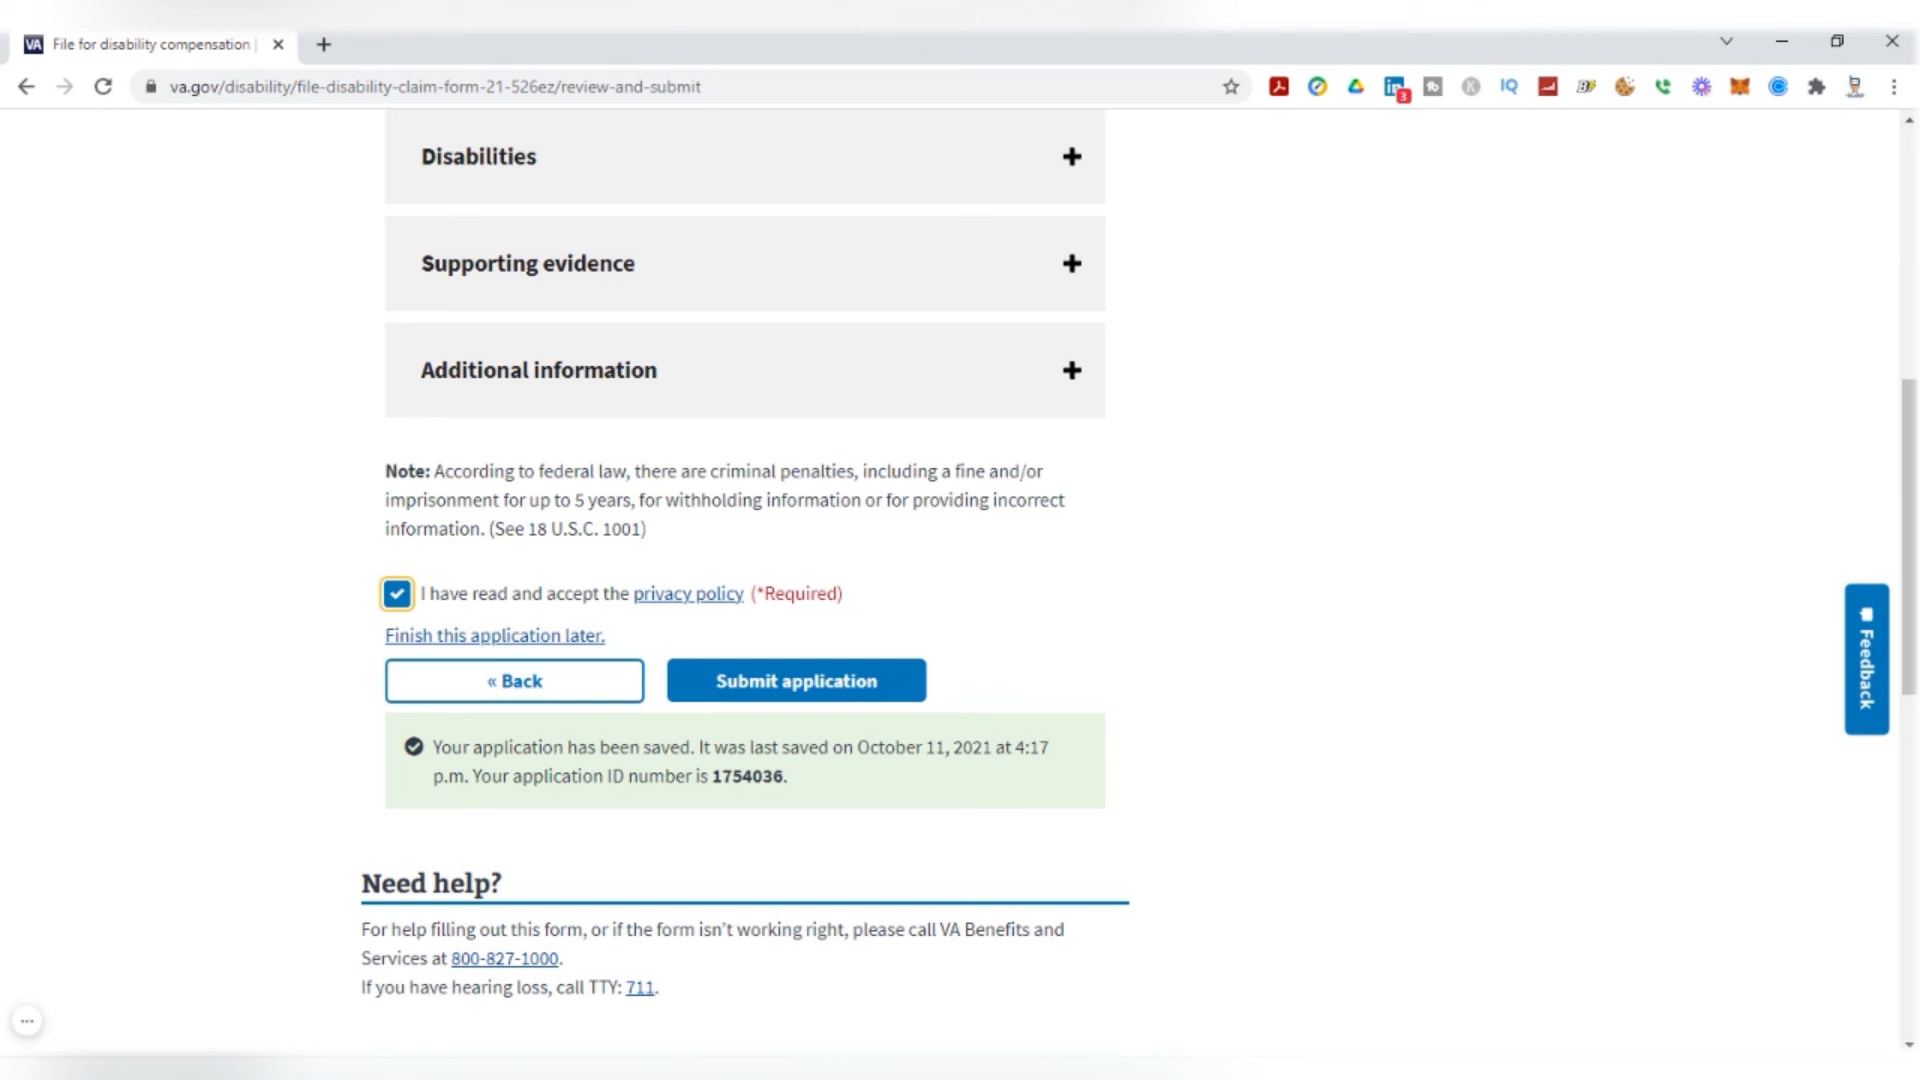 VA File for disability compensation |
va.gov/disability/file-disability-claim-form-21-526ez/review-and-submit
3
IQ
Disabilities
Supporting evidence
Additional information
Note: According to federal law, there are criminal penalties, including a fine and/or
imprisonment for up to 5 years, for withholding information or for providing incorrect
information. (See 18 U.S.C. 1001)
I have read and accept the privacy policy (*Required)
Finish this application later.
« Back
Submit application
Your application has been saved. It was last saved on October 11, 2021 at 4:17
p.m. Your application ID number is 1754036.
Feedback
Need help?
For help filling out this form, or if the form isn't working right, please call VA Benefits and
Services at 800-827-1000.
If you have hearing loss, call TTY: 711.